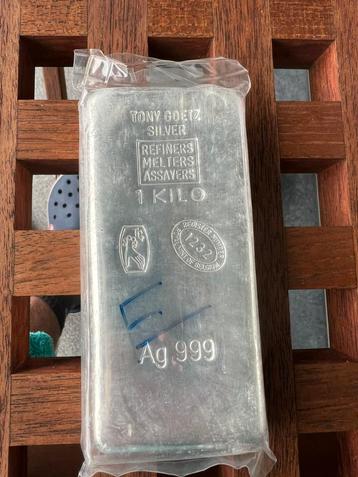 TONY GOETZ
SILVER
REFINERS
MELTERS
ASSAYERS
1 KILO
1232
Ag 999